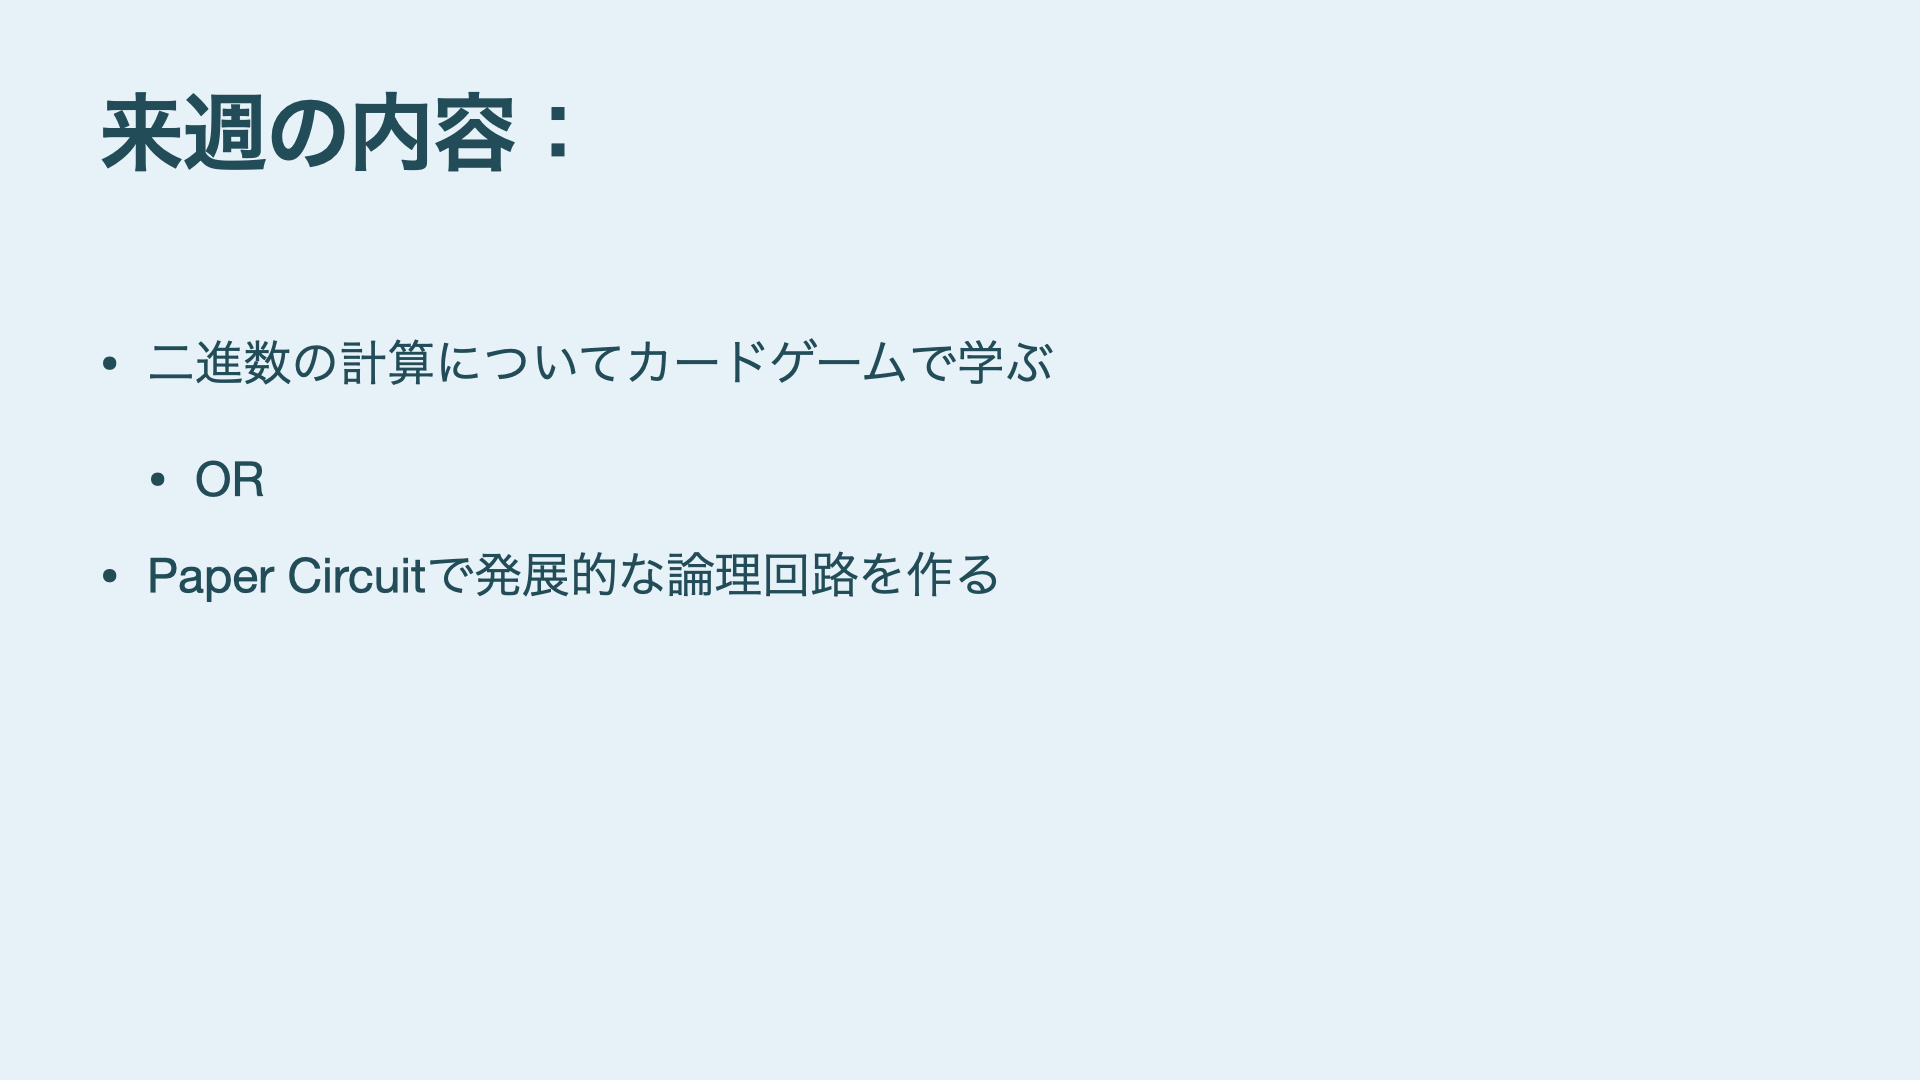 来週の内容：
• 二進数の計算についてカードゲームで学ぶ
• OR
• Paper Circuitで発展的な論理回路を作る